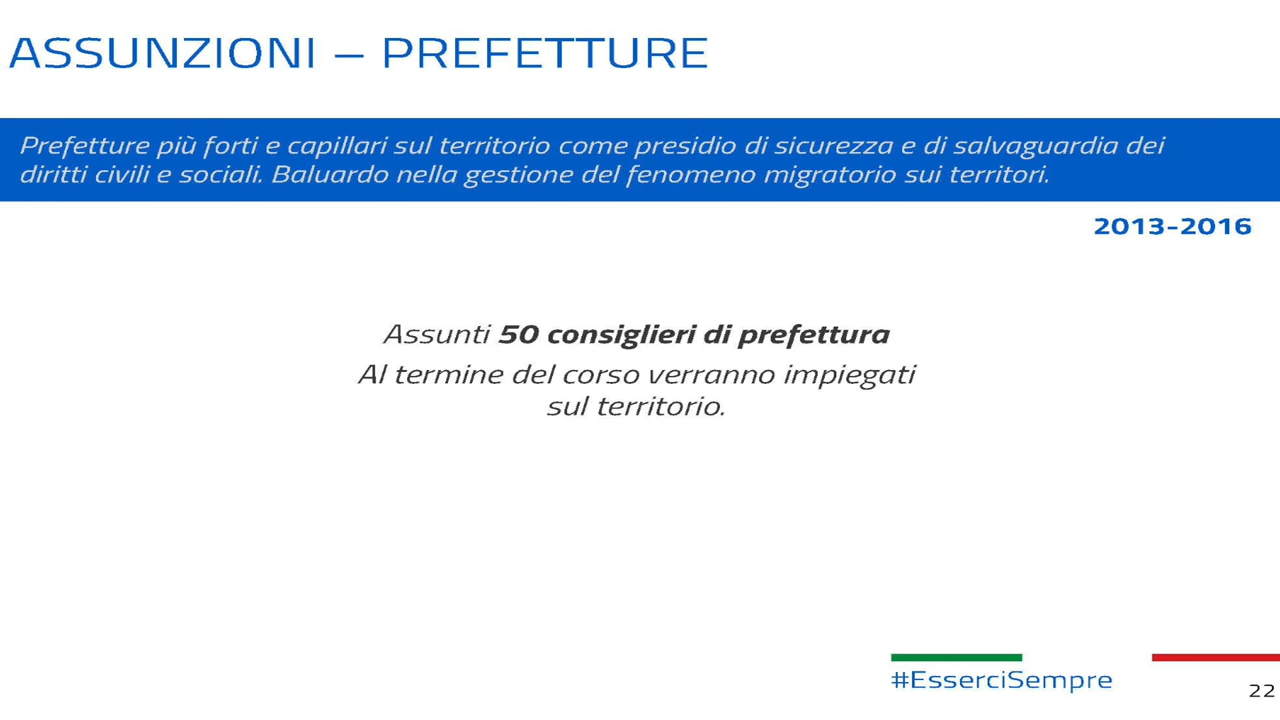 ASSUNZIONI – PREFETTURE
Prefetture più forti e capillari sul territorio come presidio di sicurezza e di salvaguardia dei
diritti civili e sociali. Baluardo nella gestione del fenomeno migratorio sui territori.
2013-2016
Assunti 50 consiglieri di prefettura
Al termine del corso verranno impiegati
sul territorio.
#EsserciSempre
22